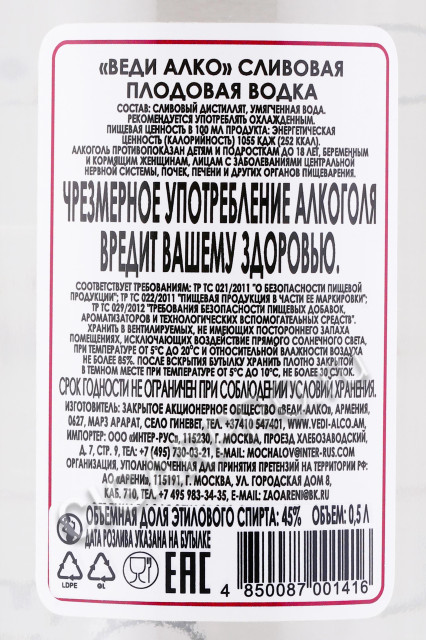 «ВЕДИ АЛКО» СЛИВОВАЯ
ПЛОДОВАЯ ВОДКА
СОСТАВ: СЛИВОВЫЙ ДИСТИЛЛЯТ, УМЯГЧЕННАЯ ВОДА.
РЕКОМЕНДУЕТСЯ УПОТРЕБЛЯТЬ ОХЛАЖДЕННЫМ.
ПИЩЕВАЯ ЦЕННОСТЬ В 100 МЛ ПРОДУКТА: ЭНЕРГЕТИЧЕСКАЯ
ЦЕННОСТЬ (КАЛОРИЙНОСТЬ) 1055 КДЖ (252 ККАЛ).
АЛКОГОЛЬ ПРОТИВОПОКАЗАН ДЕТЯМ И ПОДРОСТКАМ ДО 18 ЛЕТ, БЕРЕМЕННЫМ
И КОРМЯЩИМ ЖЕНЩИНАМ, ЛИЦАМ С ЗАБОЛЕВАНИЯМИ ЦЕНТРАЛЬНОЙ
НЕРВНОЙ СИСТЕМЫ, ПОЧЕК, ПЕЧЕНИ И ДРУГИХ ОРГАНОВ ПИЩЕВАРЕНИЯ.
ЧРЕЗМЕРНОЕ УПОТРЕБЛЕНИЕ АЛКОГОЛЯ
ВРЕДИТ ВАШЕМУ ЗДОРОВЬЮ.
СООТВЕТСТВУЕТ ТРЕБОВАНИЯМ: ТР ТС 021/2011 "О БЕЗОПАСНОСТИ ПИЩЕВОЙ
ПРОДУКЦИИ"; ТР ТС 022/2011 "ПИЩЕВАЯ ПРОДУКЦИЯ В ЧАСТИ ЕЕ МАРКИРОВКИ";
ТР ТС 029/2012 "ТРЕБОВАНИЯ БЕЗОПАСНОСТИ ПИЩЕВЫХ ДОБАВОК,
АРОМАТИЗАТОРОВ И ТЕХНОЛОГИЧЕСКИХ ВСПОМОГАТЕЛЬНЫХ СРЕДСТВ".
ХРАНИТЬ В ВЕНТИЛИРУЕМЫХ, НЕ ИМЕЮЩИХ ПОСТОРОННЕГО ЗАПАХА
ПОМЕЩЕНИЯХ, ИСКЛЮЧАЮЩИХ ВОЗДЕЙСТВИЕ ПРЯМОГО СОЛНЕЧНОГО СВЕТА,
ПРИ ТЕМПЕРАТУРЕ ОТ 5°С ДО 20°С И ОТНОСИТЕЛЬНОЙ ВЛАЖНОСТИ ВОЗДУХА
НЕ БОЛЕЕ 85%. ПОСЛЕ ВСКРЫТИЯ БУТЫЛКУ ХРАНИТЬ ПЛОТНО ЗАКРЫТОЙ
В ТЕМНОМ МЕСТЕ ПРИ ТЕМПЕРАТУРЕ ОТ 5°С ДО 10°С, НЕ БОЛЕЕ 30 СУТОК.
СРОК ГОДНОСТИ НЕ ОГРАНИЧЕН ПРИ СОБЛЮДЕНИИ УСЛОВИЙ ХРАНЕНИЯ.
ИЗГОТОВИТЕЛЬ: ЗАКРЫТОЕ АКЦИОНЕРНОЕ ОБЩЕСТВО «ВЕДИ-АЛКО», АРМЕНИЯ,
0627, МАРЗ АРАРАТ, СЕЛО ГИНЕВЕТ, ТЕЛ. +37410 547401, WWW.VEDI-ALCO.AM,
ИМПОРТЕР: ООО «ИНТЕР-РУС», 115230, Г. МОСКВА, ПРОЕЗД ХЛЕБОЗАВОДСКИЙ,
Д. 7, СТР. 9, ТЕЛ: +7 (495) 730-03-21, E-MAIL: MOCHALOV@INTER-RUS.COM
ОРГАНИЗАЦИЯ, УПОЛНОМОЧЕННАЯ ДЛЯ ПРИНЯТИЯ ПРЕТЕНЗИЙ НА ТЕРРИТОРИИ РФ:
АО «АРЕНИ», 115191, Г. МОСКВА, УЛ. ГОРОДСКАЯ Д. 8,
КАБ. 710, ТЕЛ. +7 495 983-34-35, E-MAIL: ZAOARENI@BK.RU
ОБЪЕМНАЯ ДОЛЯ ЭТИЛОВОГО СПИРТА: 45% ОБЪЕМ: 0,5 Л
ДАТА РОЗЛИВА УКАЗАНА НА БУТЫЛКЕ
LDPE GL EAC 4 850087 001416